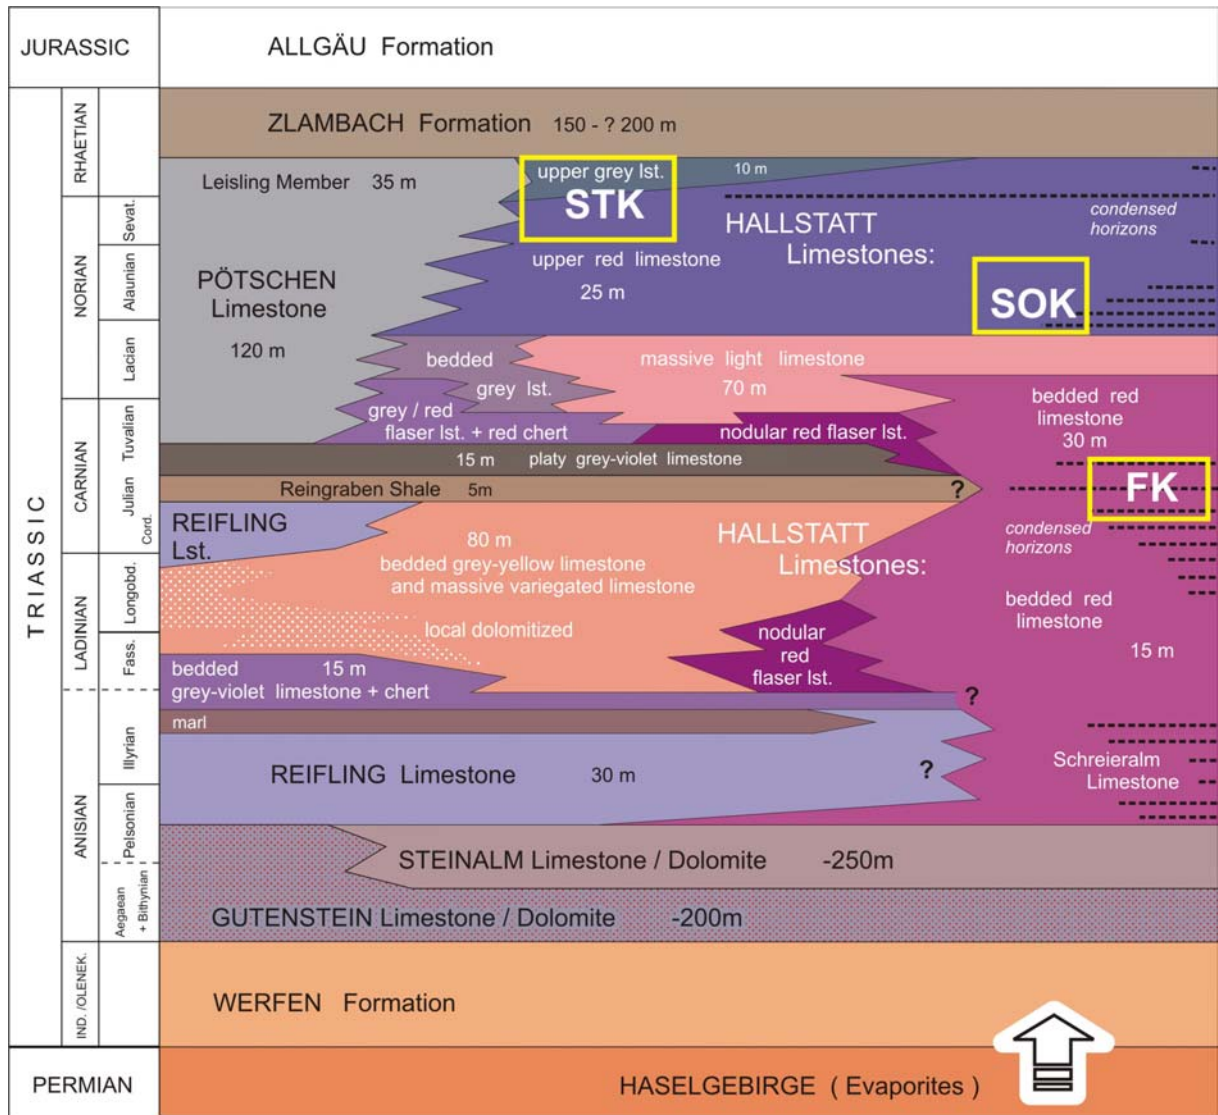 JURASSIC
ALLGÄU Formation
TRIASSIC
RHAETIAN
NORIAN
CARNIAN
LADINIAN
ANISIAN
IND. /OLENEK.
Sevat.
Alaunian
Lacian
Tuvalian
Julian
Cord.
Longobd.
Fass.
Illyrian
Pelsonian
Aegaean
+ Bithynian
ZLAMBACH Formation 150 - ? 200 m
Leisling Member 35 m
upper grey lst.
10 m
STK
HALLSTATT
Limestones:
condensed
horizons
upper red limestone
25 m
SOK
PÖTSCHEN
Limestone
120 m
bedded
grey lst.
massive light limestone
70 m
grey / red
flaser lst. + red chert
nodular red flaser lst.
bedded red
limestone
30 m
15 m platy grey-violet limestone
Reingraben Shale 5m
?
FK
REIFLING
Lst.
80 m
bedded grey-yellow limestone
and massive variegated limestone
HALLSTATT
Limestones:
condensed
horizons
local dolomitized
nodular
red
flaser lst.
bedded red
limestone
15 m
bedded 15 m
grey-violet limestone + chert
?
marl
REIFLING Limestone 30 m
?
Schreieralm
Limestone
STEINALM Limestone / Dolomite -250m
GUTENSTEIN Limestone / Dolomite -200m
WERFEN Formation
PERMIAN
HASELGEBIRGE ( Evaporites )